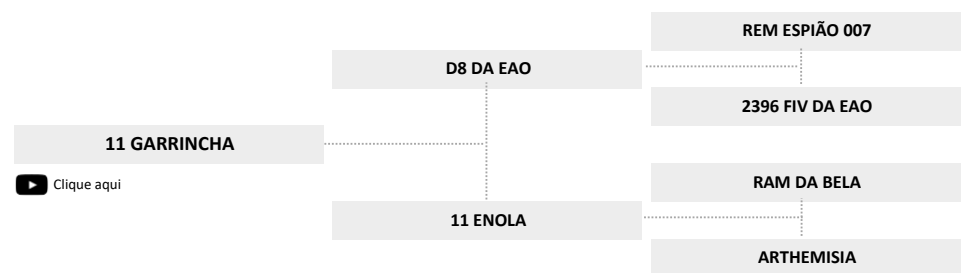 REM ESPIÃO 007
D8 DA EAO
2396 FIV DA EAO
11 GARRINCHA
Clique aqui
RAM DA BELA
11 ENOLA
ARTHEMISIA